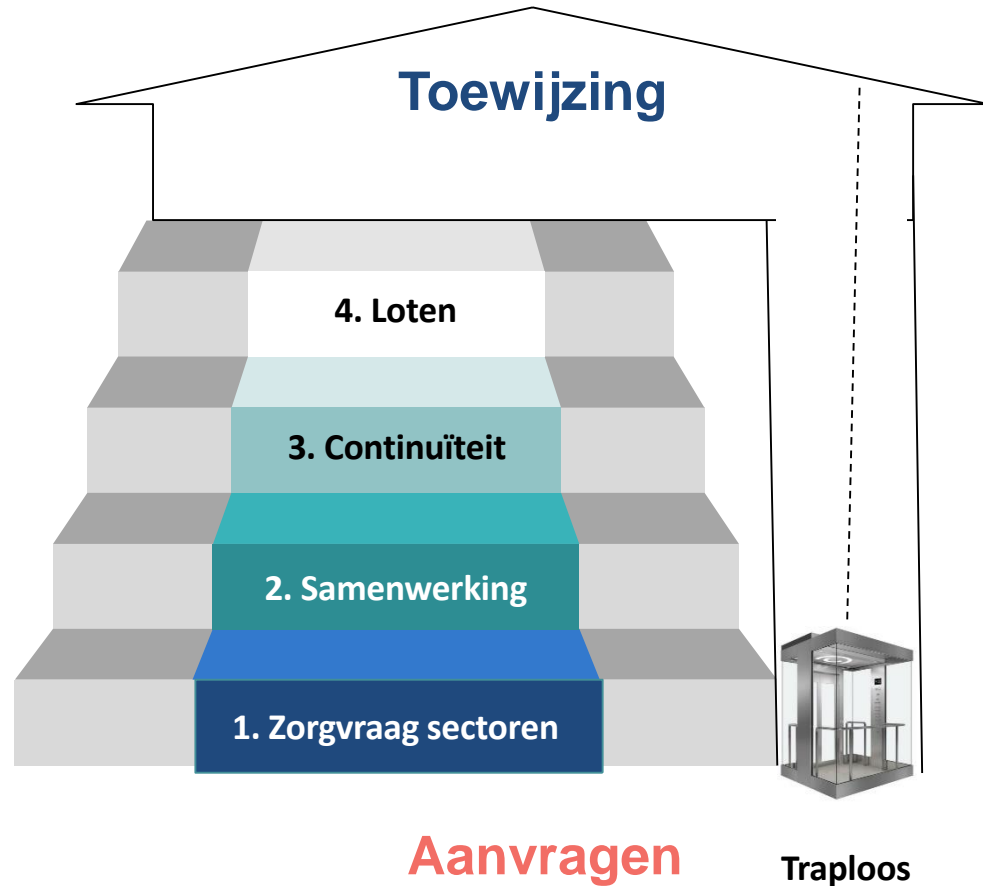 Toewijzing
4. Loten
3. Continuïteit
2. Samenwerking
1. Zorgvraag sectoren
Aanvragen
Traploos